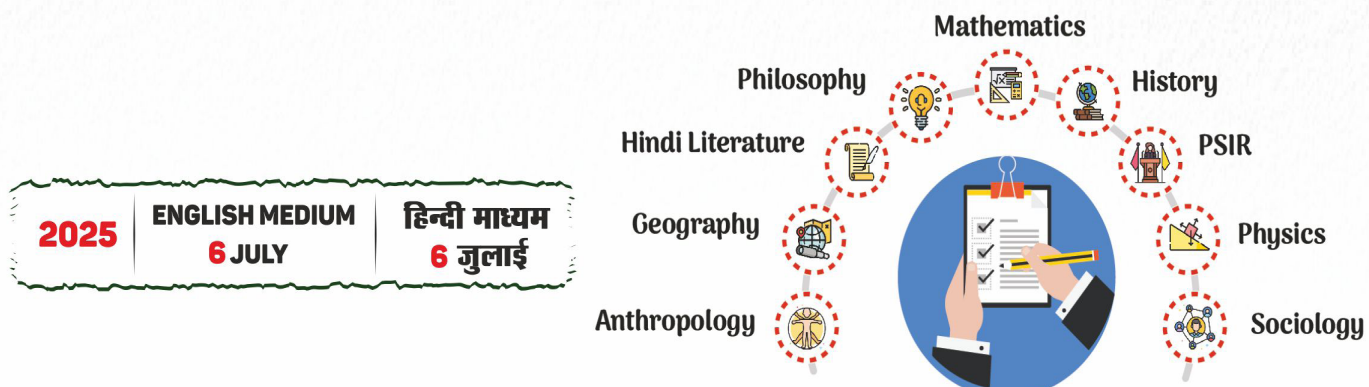 2025
ENGLISH MEDIUM
6 JULY
हिन्दी माध्यम
6 जुलाई
Mathematics
Philosophy
History
Hindi Literature
PSIR
Geography
Physics
Anthropology
Sociology